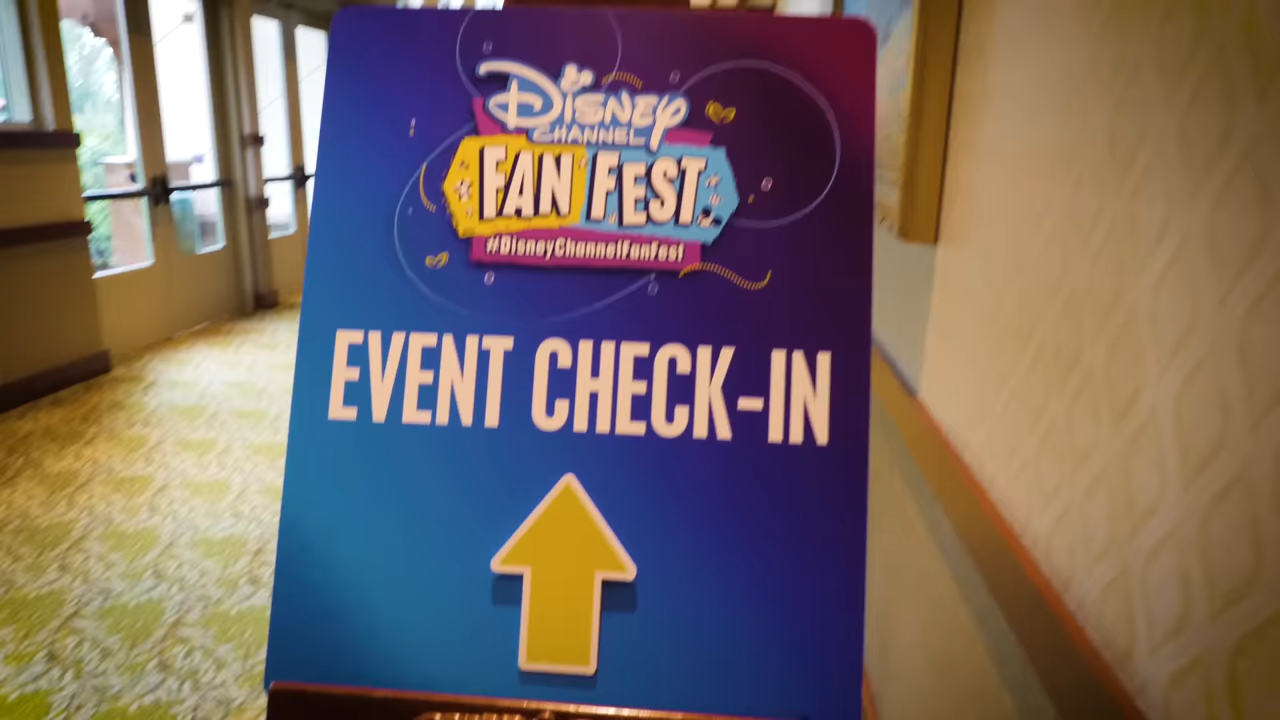 Disney
CHANNEL
FAN FEST
#DisneyChannelFanFest
EVENT CHECK-IN